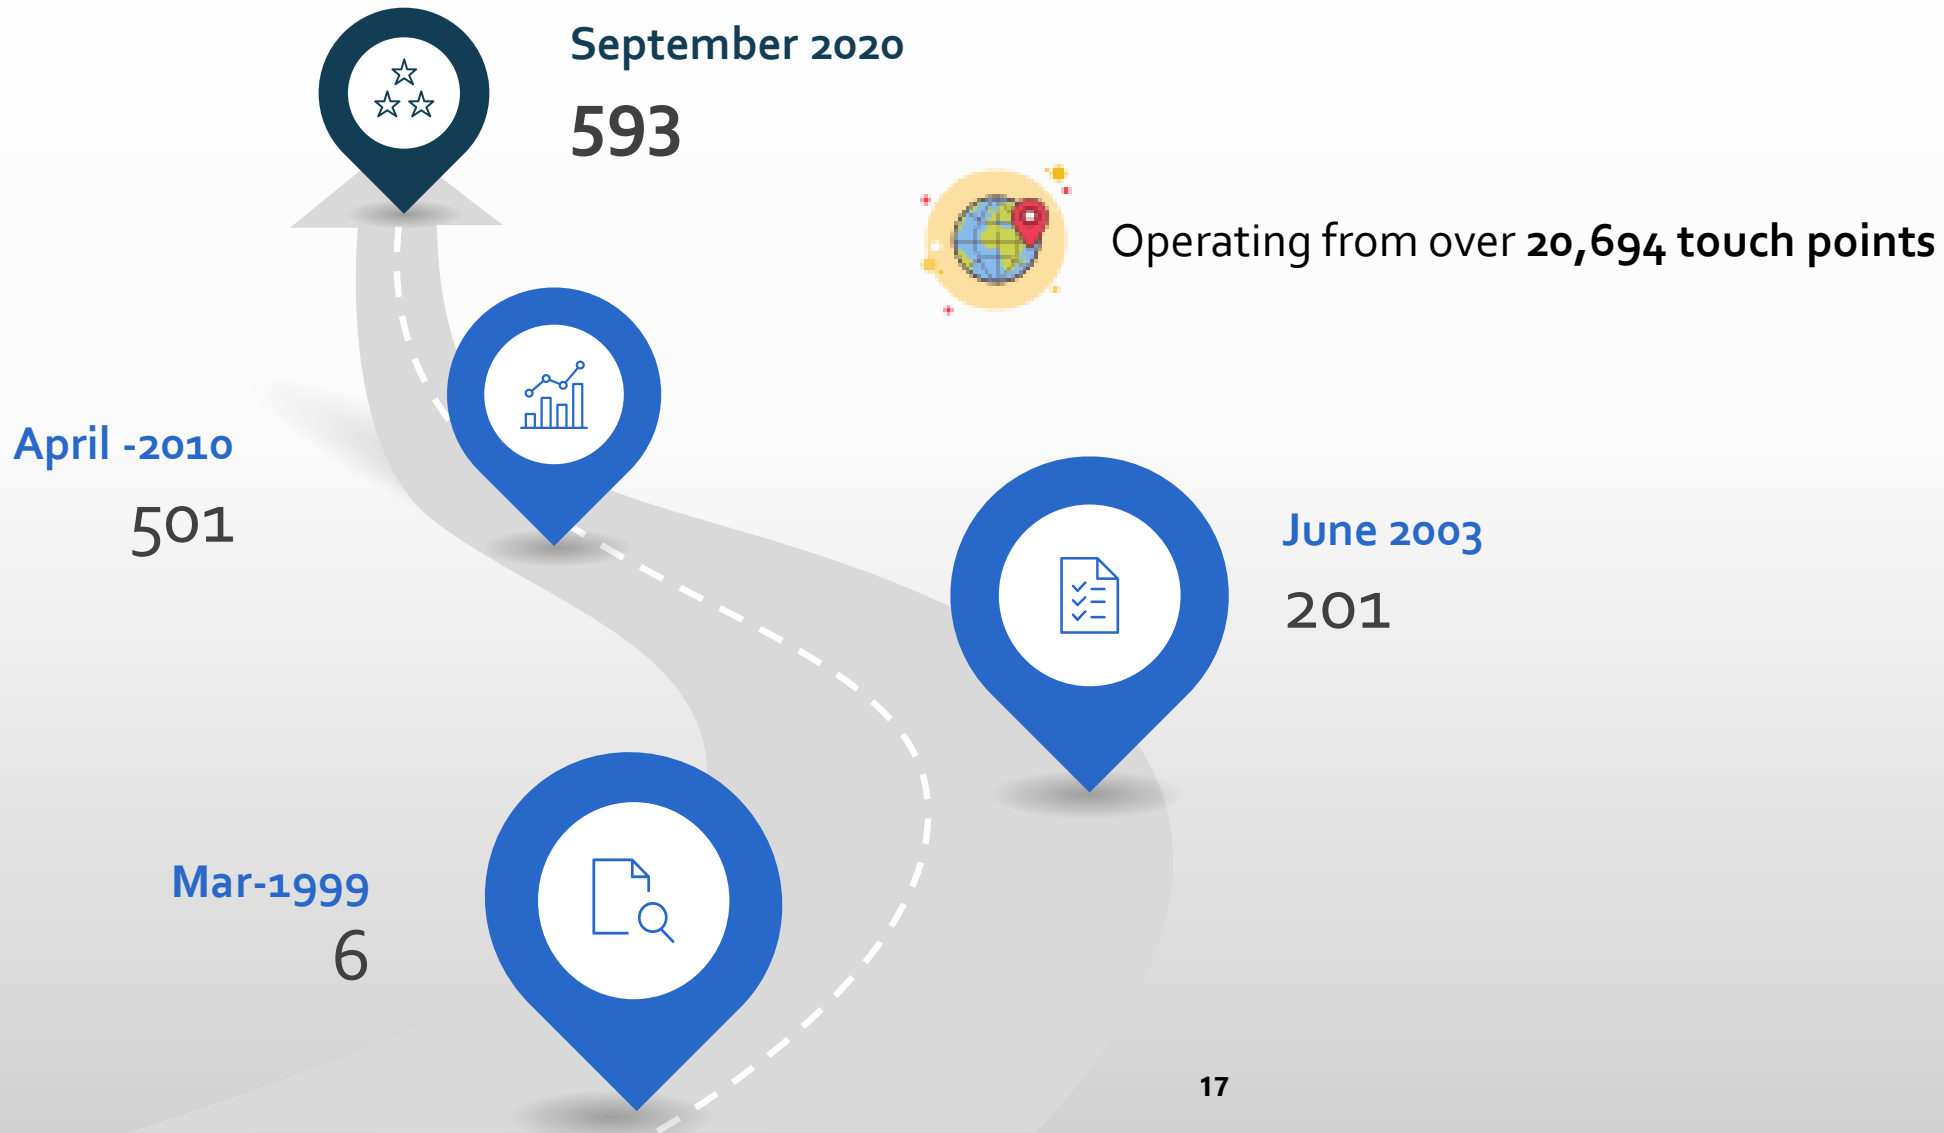 September 2020
593
Operating from over 20,694 touch points
April -2010
501
June 2003
201
Mar-1999
6
17